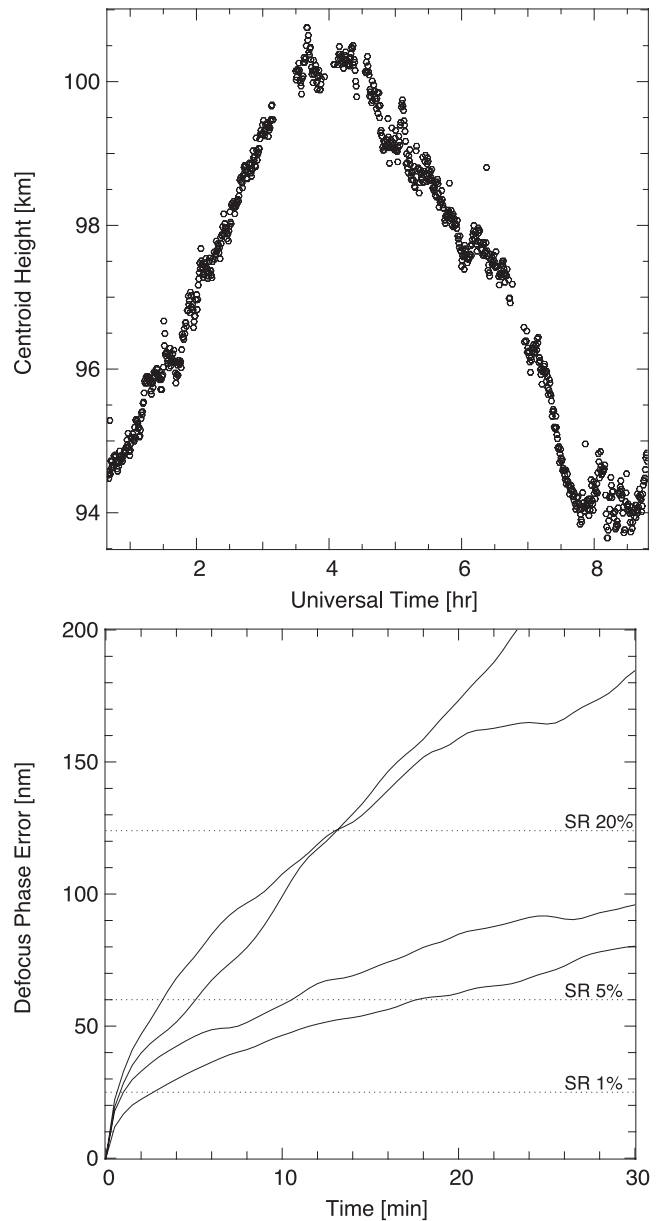 100
98
96
94
Centroid Height [km]
2 4 6 8
Universal Time [hr]
200
150
100
50
0
Defocus Phase Error [nm]
SR 20%
SR 5%
SR 1%
0 10 20 30
Time [min]